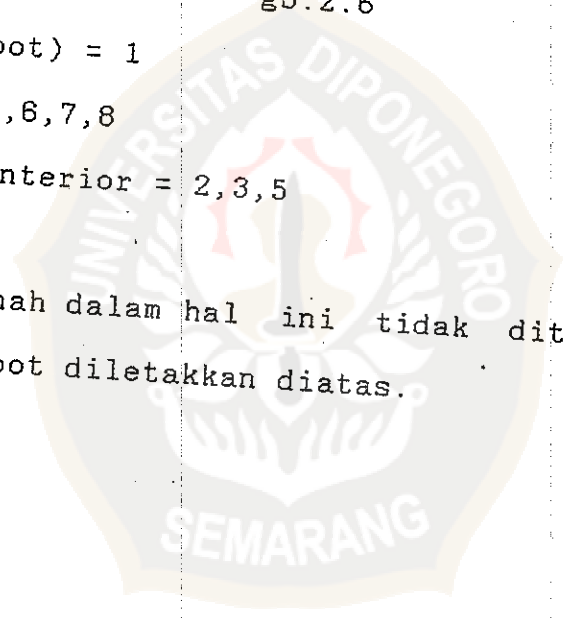 g5.2.6
oot) = 1
,6,7,8
nterior = 2,3,5
nah dalam hal ini tidak dit
oot diletakkan diatas.
UNIVERSITAS DIPONEGORO
SEMARANG